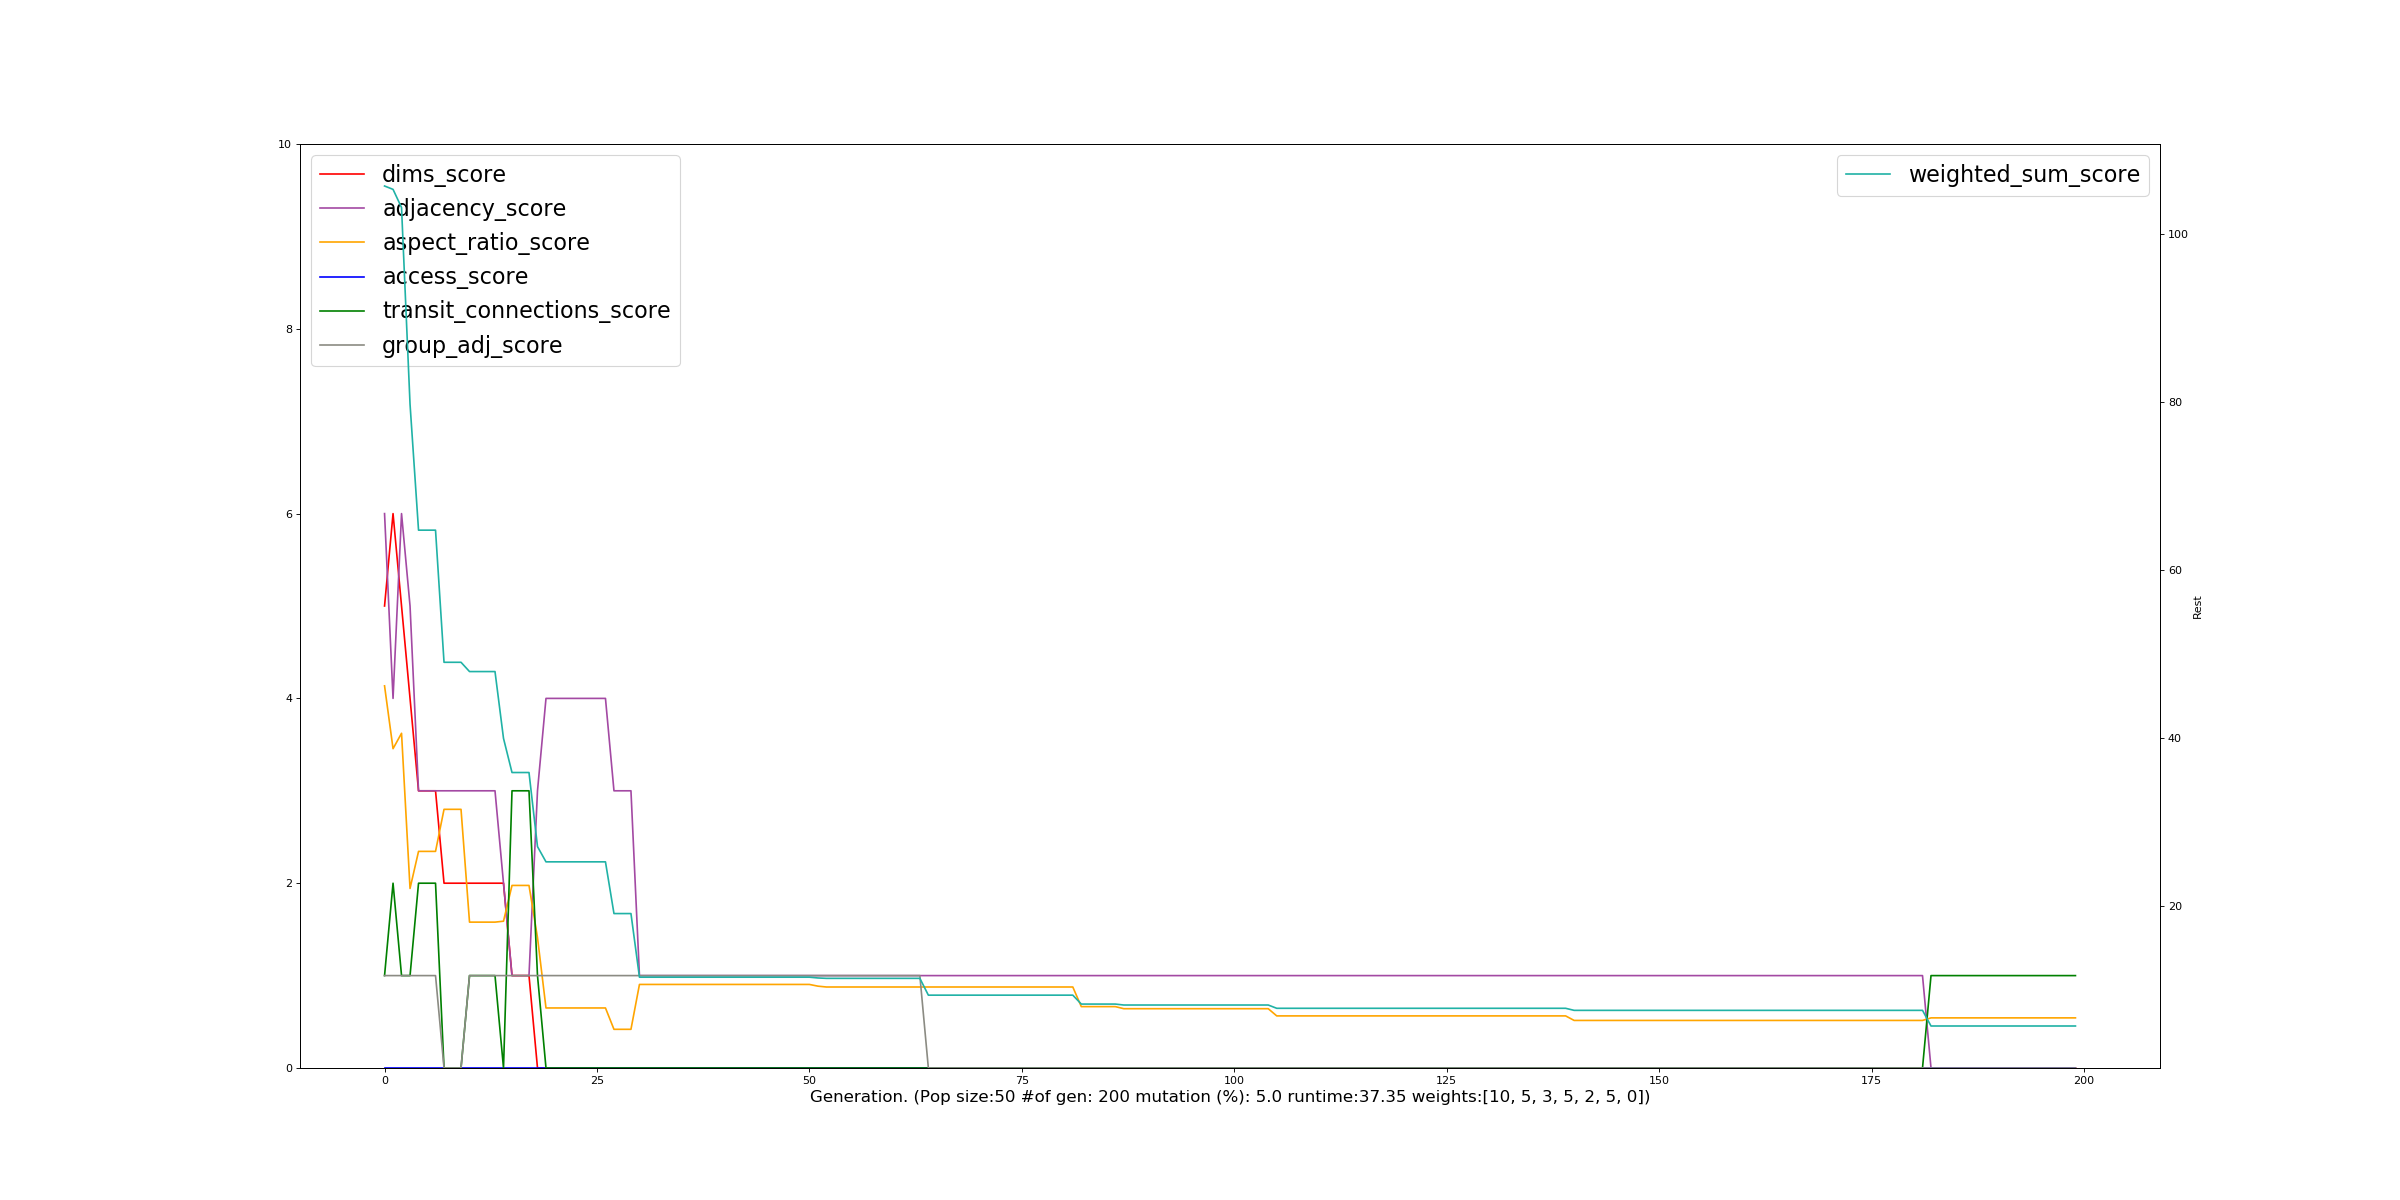 10
8
6
4
2
0
dims_score
adjacency_score
aspect_ratio_score
access_score
transit_connections_score
group_adj_score
weighted_sum_score
100
80
60
40
20
Rest
0 25 50 75 100 125 150 175 200
Generation. (Pop size:50 #of gen: 200 mutation (%): 5.0 runtime:37.35 weights:[10, 5, 3, 5, 2, 5, 0])